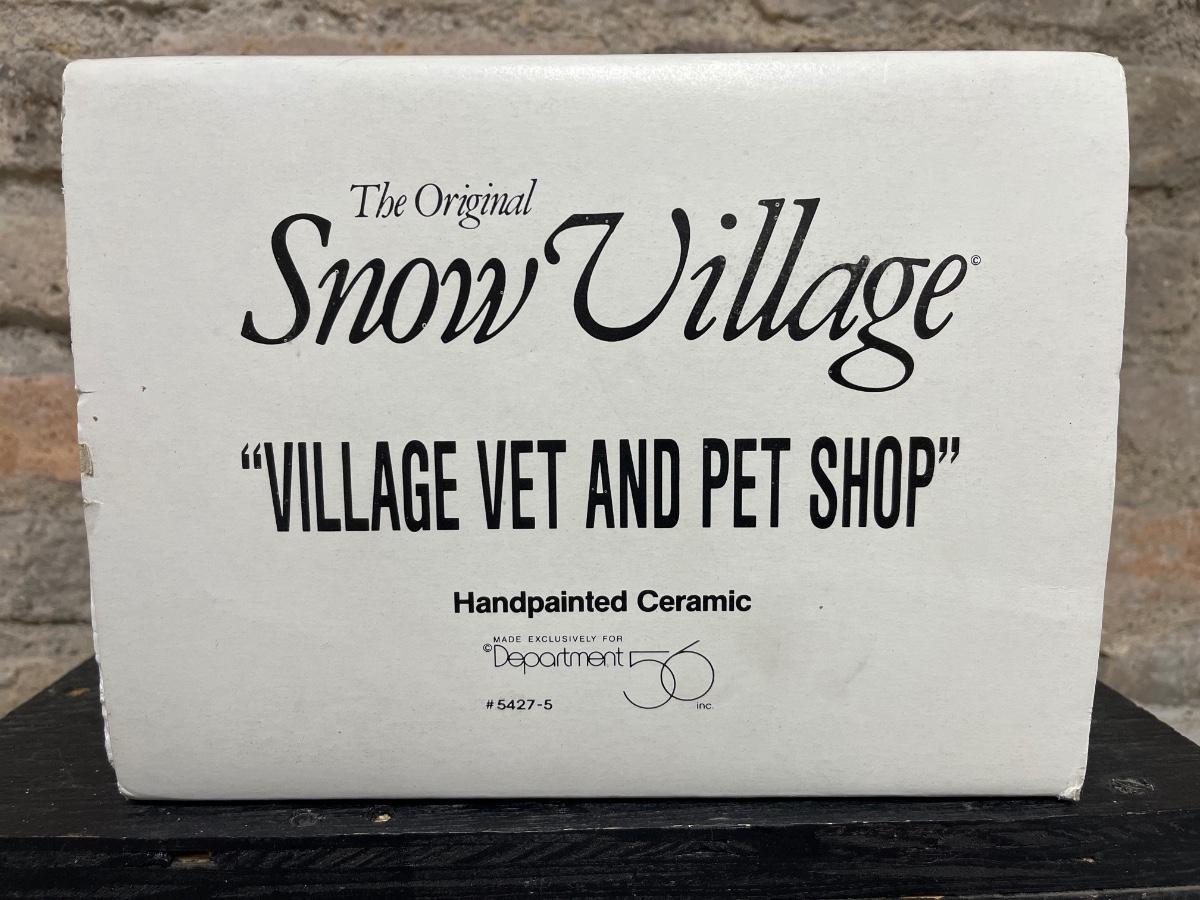 The Original
Snow Village©
“VILLAGE VET AND PET SHOP”
Handpainted Ceramic
MADE EXCLUSIVELY FOR
©Department 56
inc.
#5427-5